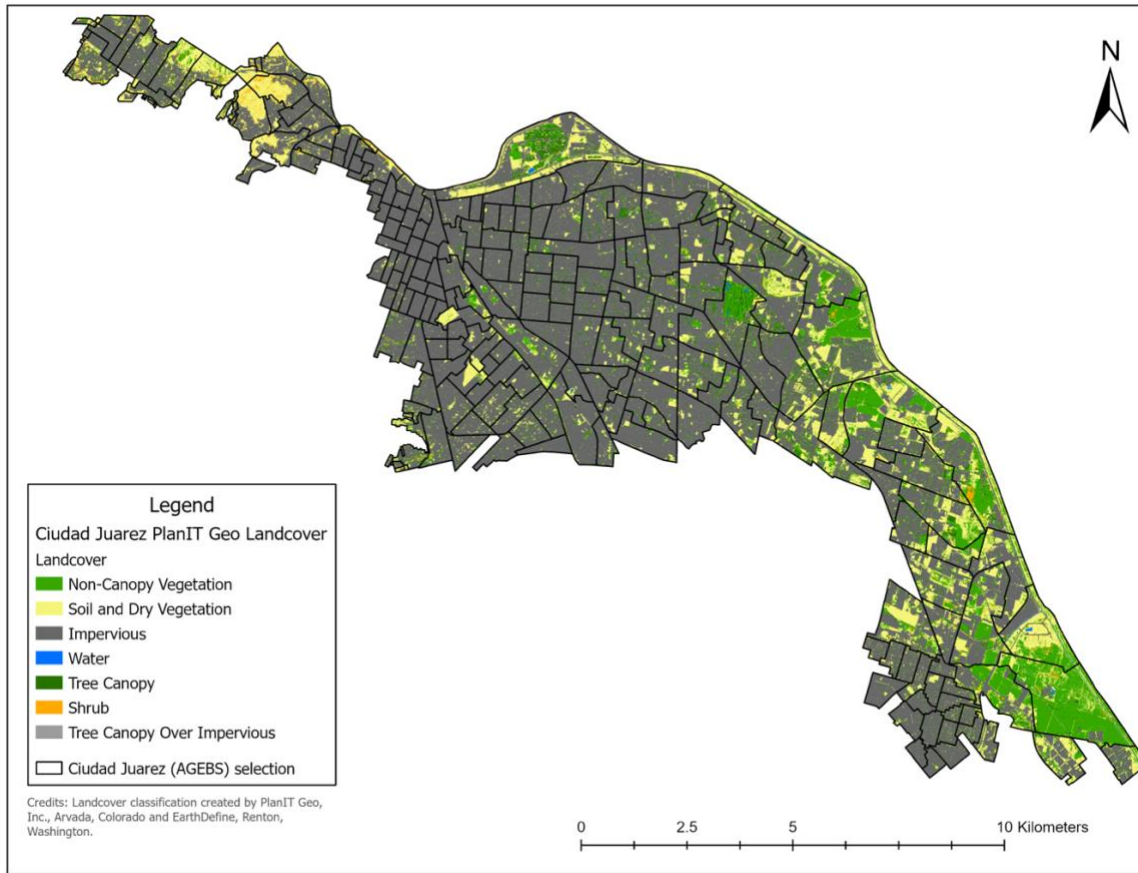 N
Legend
Ciudad Juarez PlanIT Geo Landcover
Landcover
Non-Canopy Vegetation
Soil and Dry Vegetation
Impervious
Water
Tree Canopy
Shrub
Tree Canopy Over Impervious
Ciudad Juarez (AGEBS) selection
Credits: Landcover classification created by PlanIT Geo,
Inc., Arvada, Colorado and EarthDefine, Renton,
Washington.
0 2.5 5 10 Kilometers